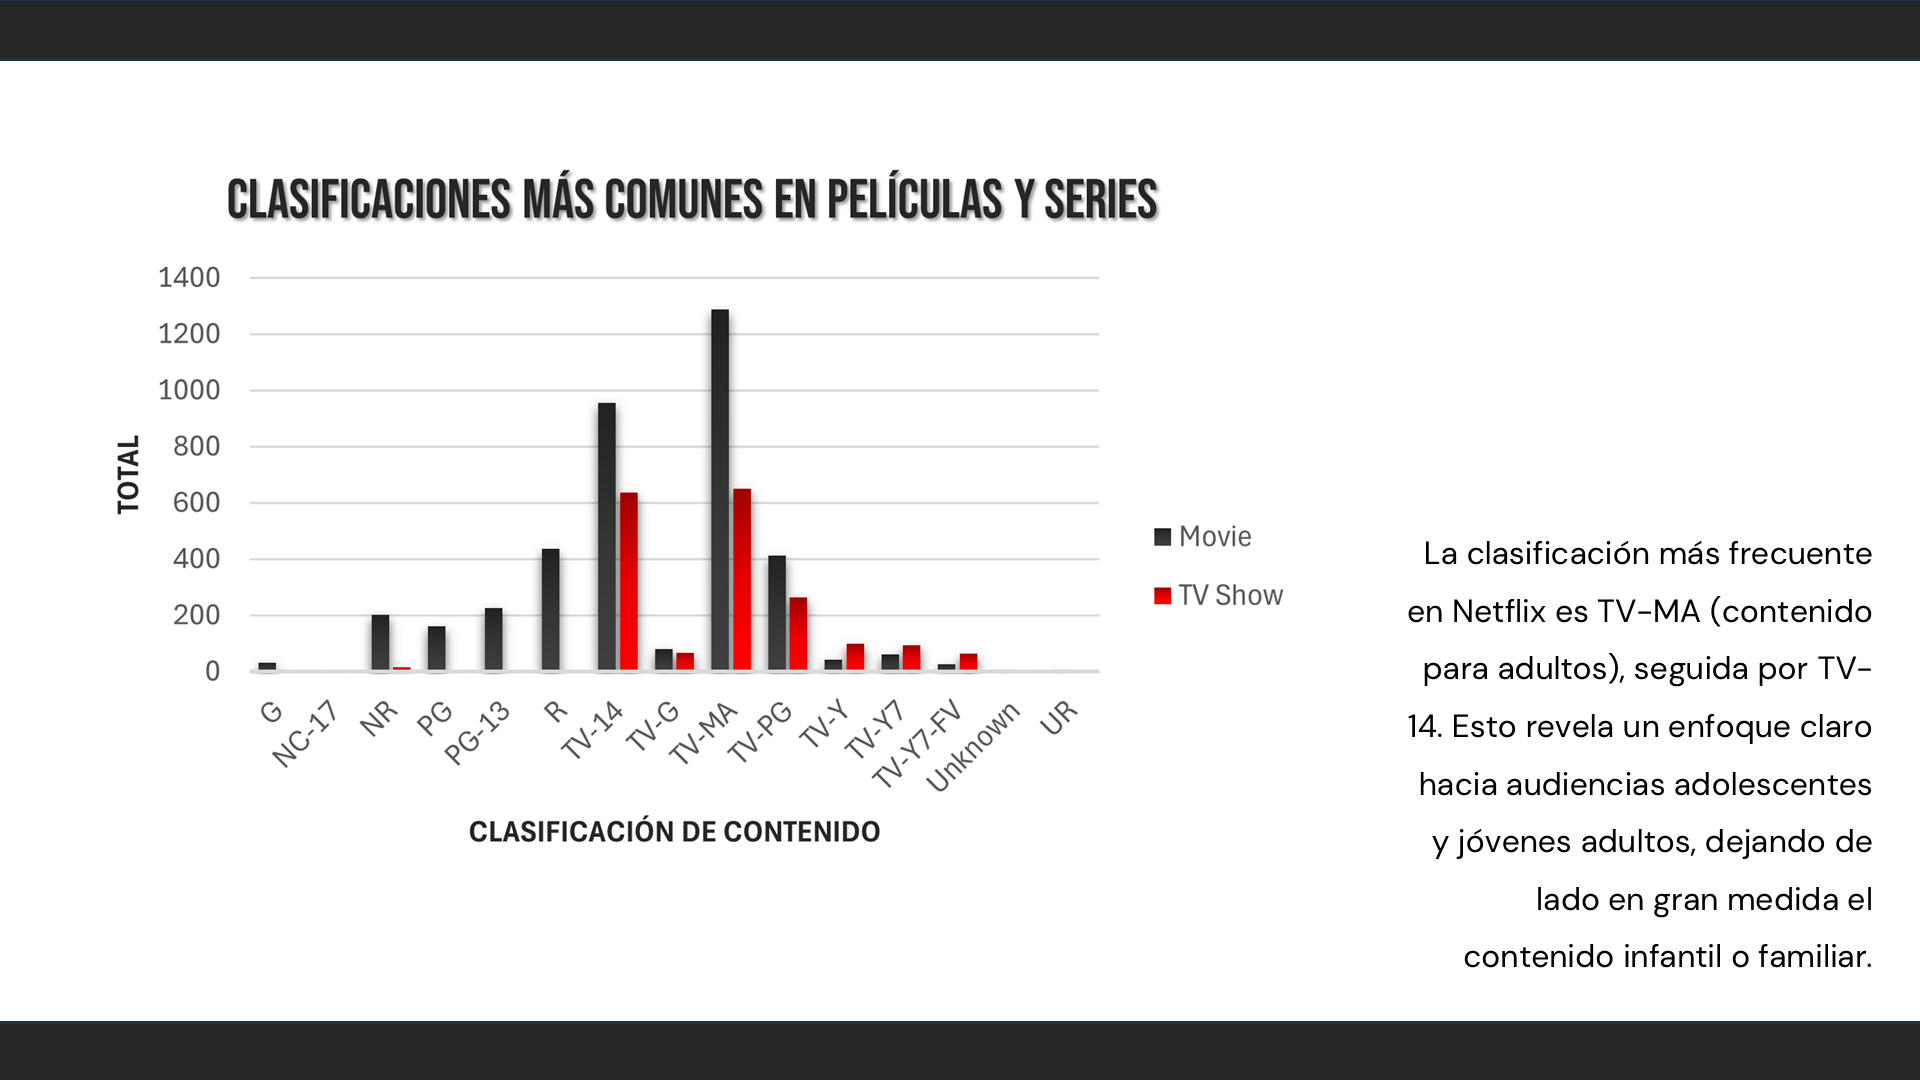 CLASIFICACIONES MÁS COMUNES EN PELÍCULAS Y SERIES
1400
1200
1000
800
600
400
200
0
TOTAL
G
NC-17
NR
PG
PG-13
R
TV-14
TV-G
TV-MA
TV-PG
TV-Y
TV-Y7
TV-Y7-FV
Unknown
UR
CLASIFICACIÓN DE CONTENIDO
Movie
TV Show
La clasificación más frecuente
en Netflix es TV-MA (contenido
para adultos), seguida por TV-
14. Esto revela un enfoque claro
hacia audiencias adolescentes
y jóvenes adultos, dejando de
lado en gran medida el
contenido infantil o familiar.